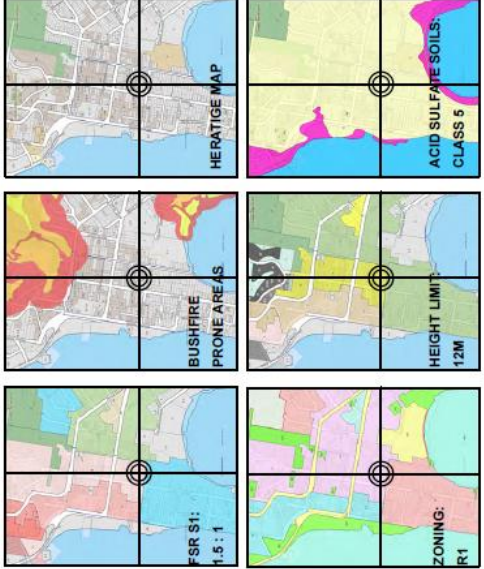 HERATIGE MAP
ACID SULFATE SOILS:
CLASS 5
BUSHFIRE
PRONE AREAS
HEIGHT LIMIT:
12M
FSR S1:
1.5 : 1
ZONING:
R1